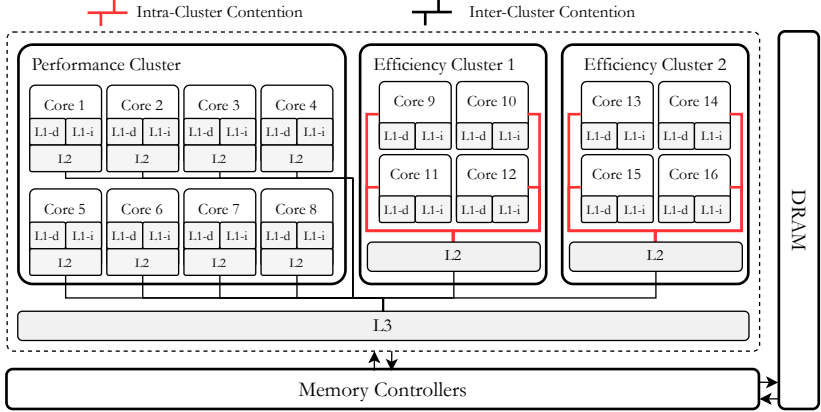 Intra-Cluster Contention Inter-Cluster Contention
Performance Cluster
Core 1 Core 2 Core 3 Core 4
L1-d L1-i L1-d L1-i L1-d L1-i L1-d L1-i
L2 L2 L2 L2
Core 5 Core 6 Core 7 Core 8
L1-d L1-i L1-d L1-i L1-d L1-i L1-d L1-i
L2 L2 L2 L2
Efficiency Cluster 1
Core 9 Core 10
L1-d L1-i L1-d L1-i
Core 11 Core 12
L1-d L1-i L1-d L1-i
L2
Efficiency Cluster 2
Core 13 Core 14
L1-d L1-i L1-d L1-i
Core 15 Core 16
L1-d L1-i L1-d L1-i
L2
L3
Memory Controllers
DRAM